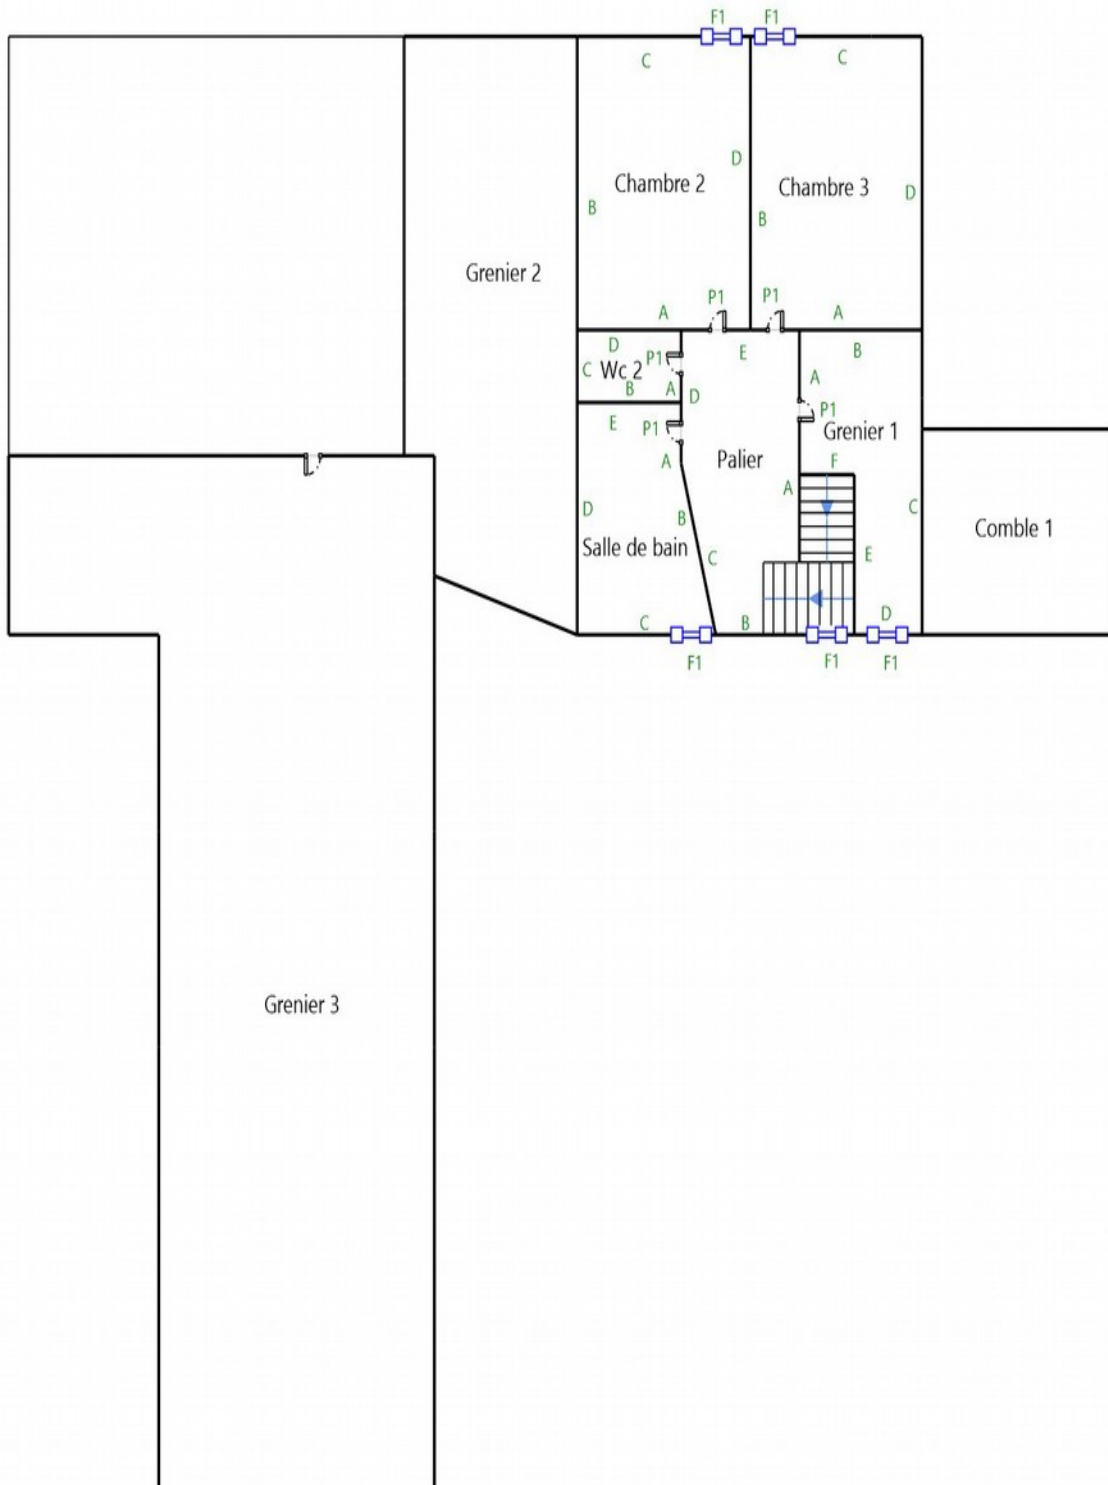 F1 F1
C C
D
Chambre 2 Chambre 3
B D
B
Grenier 2
P1 P1
A A
D P1 E B
C Wc 2 A
B A D
P1
E P1 Grenier 1
A Palier F
A
D C
B
Salle de bain Comble 1
C E
D
C B
F1 F1 F1
Grenier 3